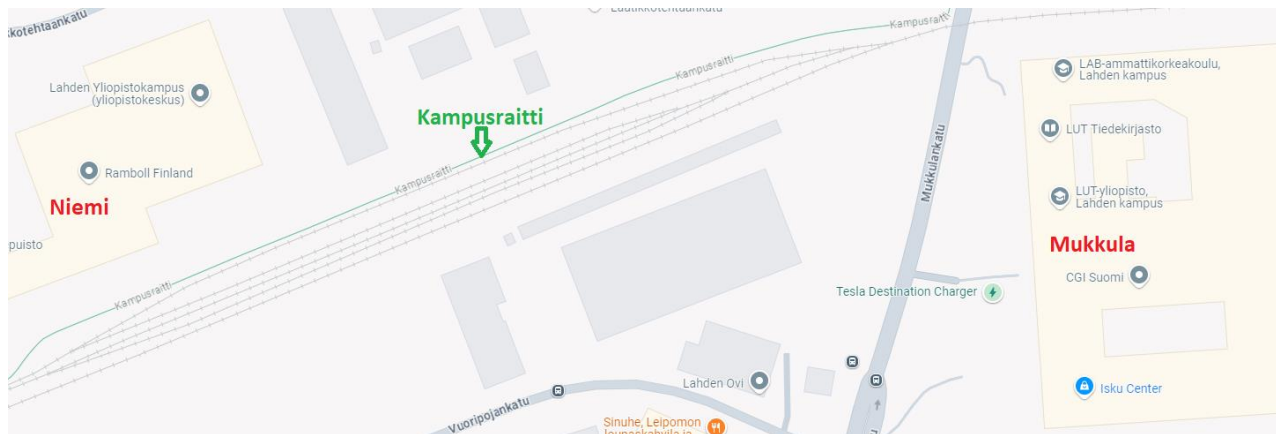 kkotehtaankatu
Laatikkotehtaankatu
Kampusraitti
Lahden Yliopistokampus
(yliopistokeskus)
Kampusraitti
LAB-ammattikorkeakoulu,
Lahden kampus
Kampusraitti
LUT Tiedekirjasto
Ramboll Finland
Kampusraitti
Mukkulankatu
Niemi
LUT-yliopisto,
Lahden kampus
puisto
Mukkula
Kampusraitti
CGI Suomi
Tesla Destination Charger
Lahden Ovi
Isku Center
Vuoripojankatu
Sinuhe, Leipomon